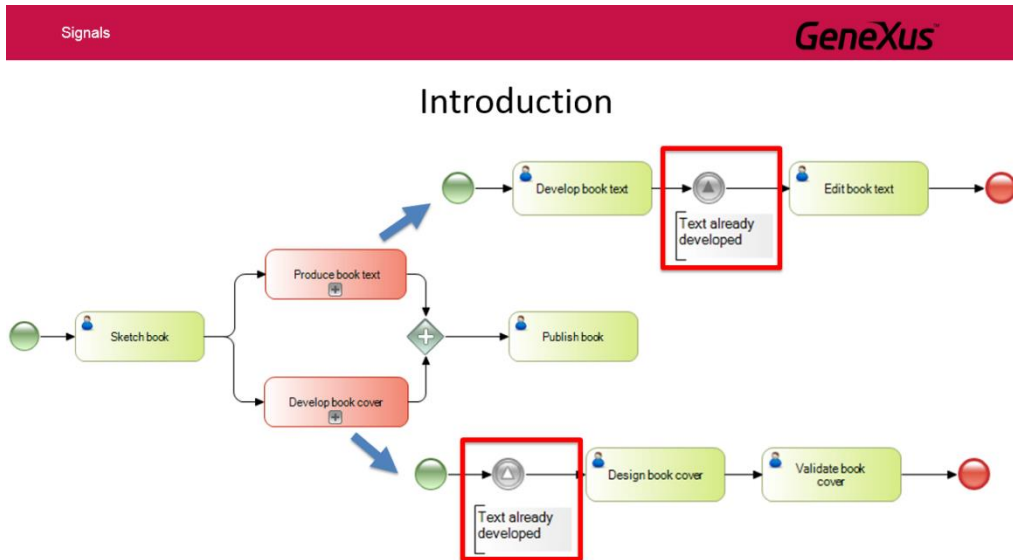 Signals
GeneXus™
Introduction
Develop book text
Edit book text
Text already
developed
Produce book text
Sketch book
Publish book
Develop book cover
Design book cover
Validate book
cover
Text already
developed